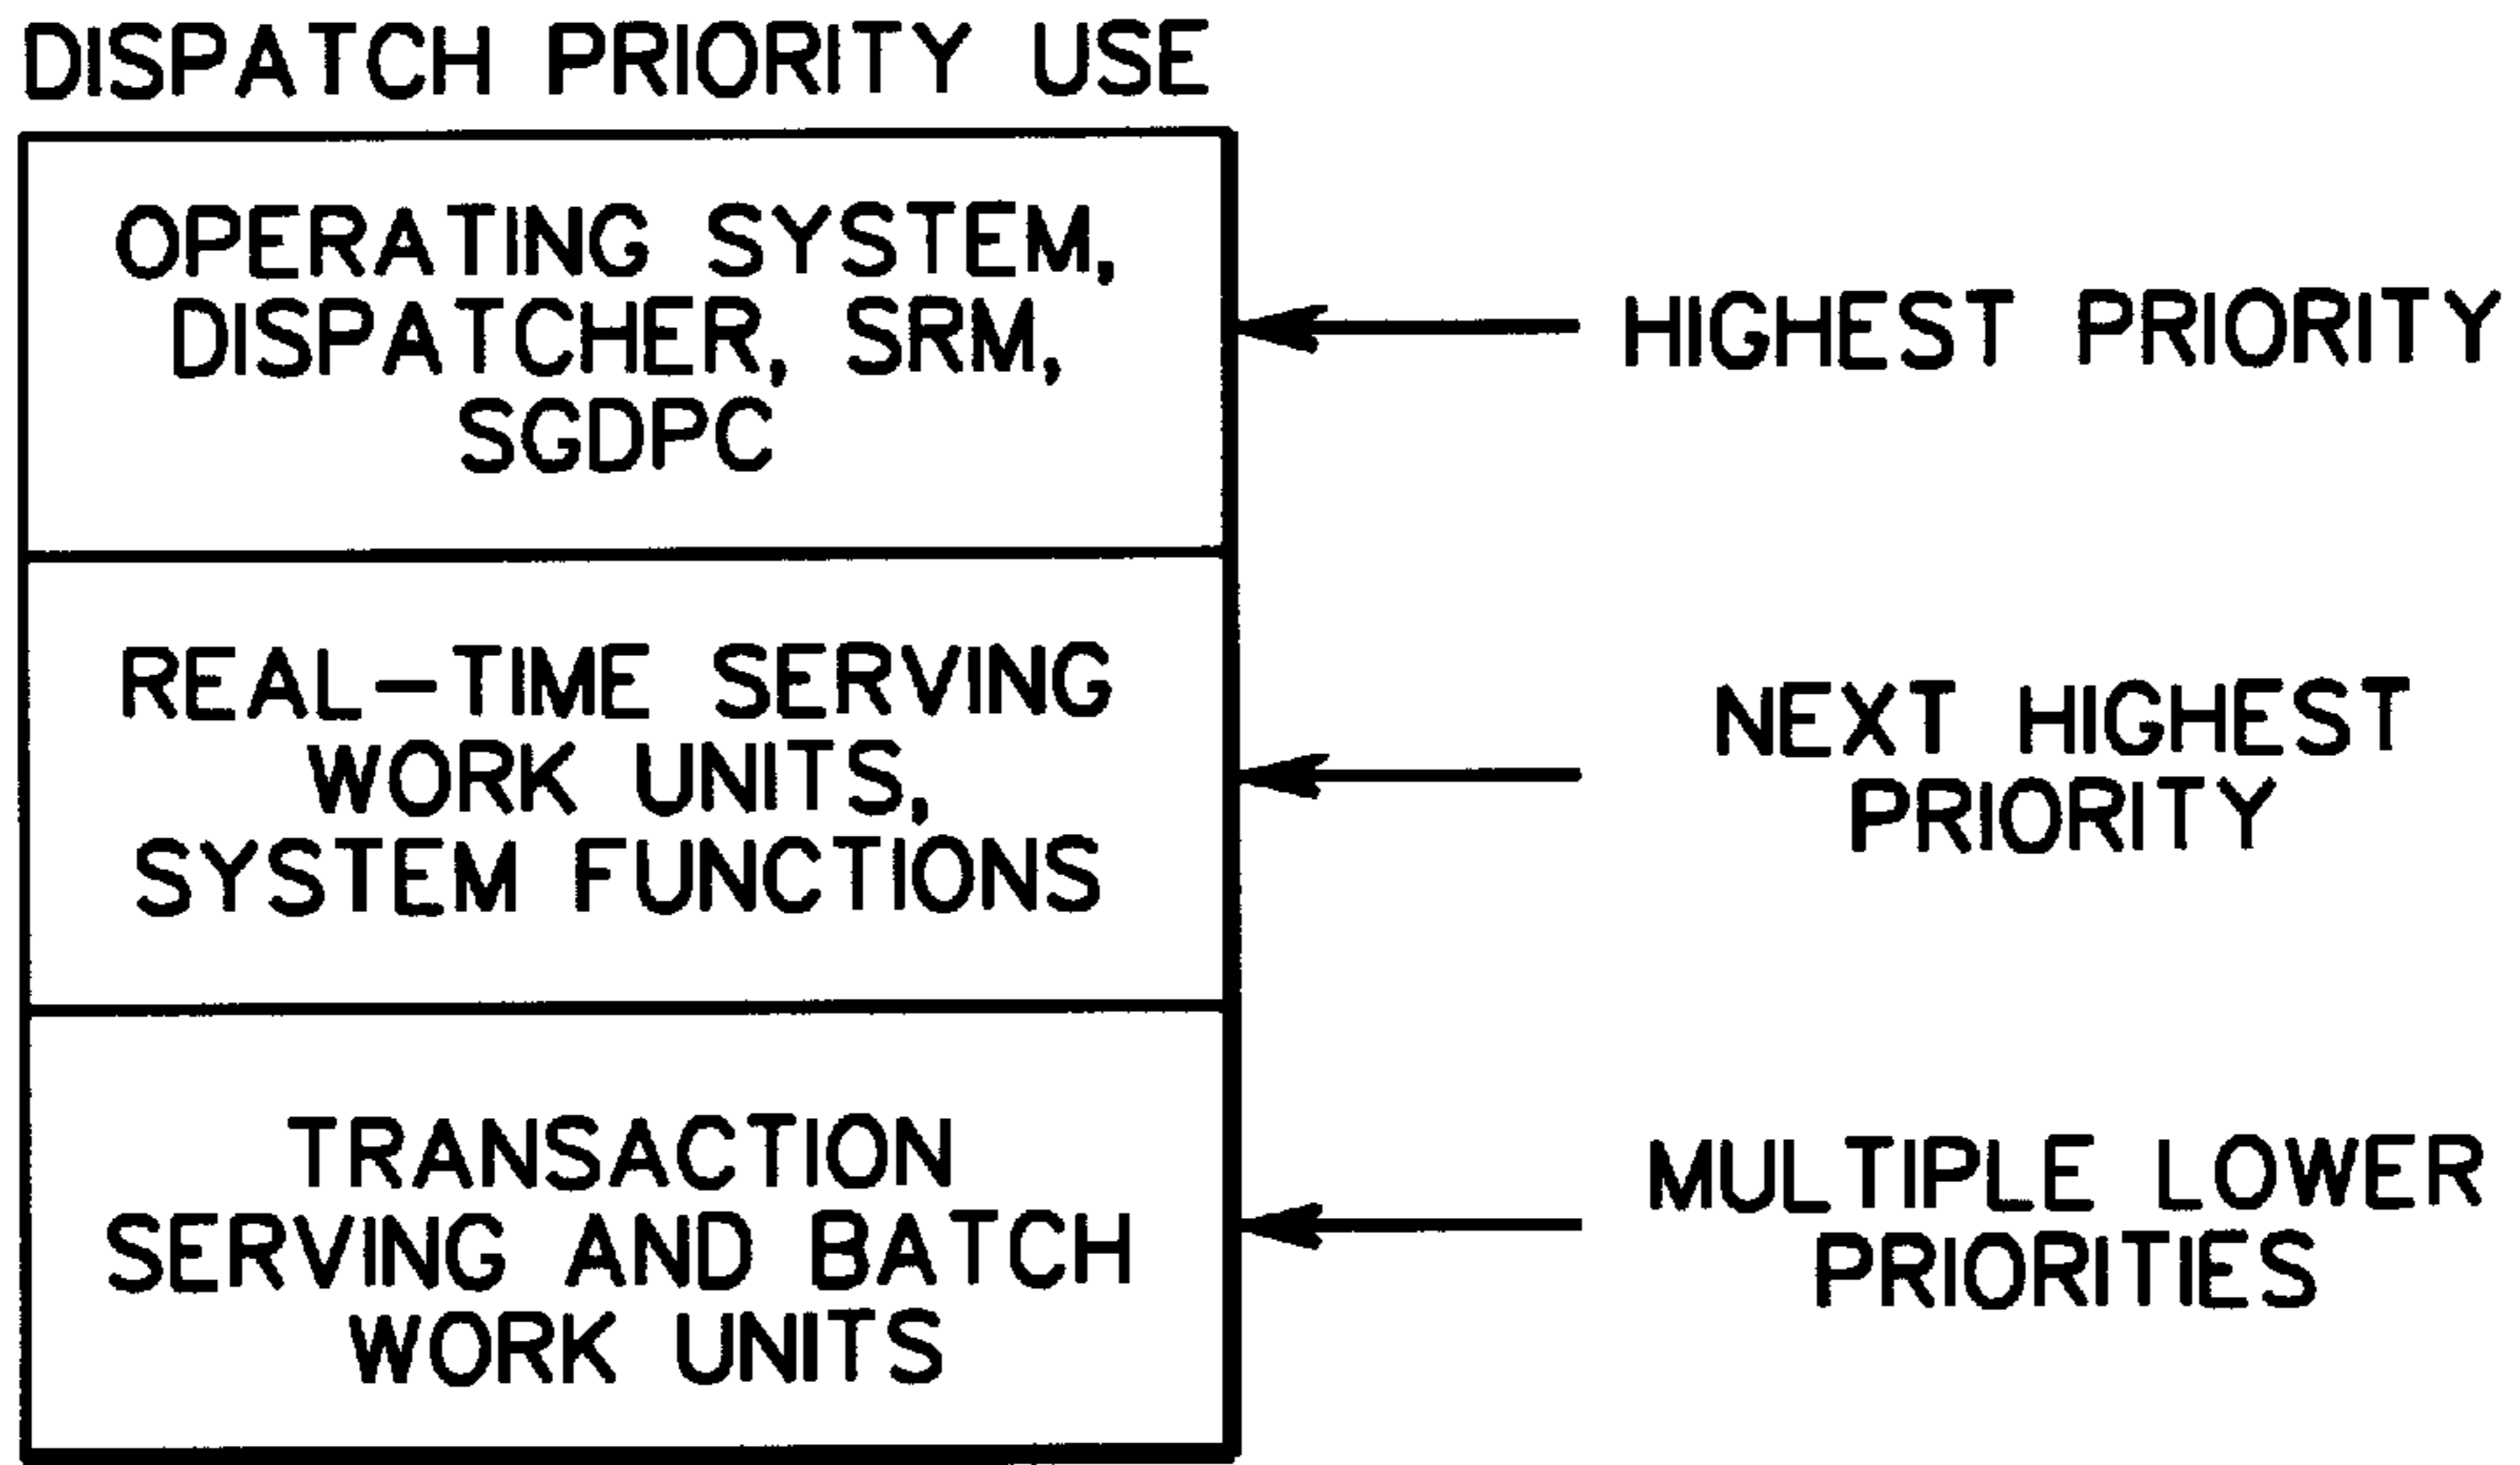 DISPATCH PRIORITY USE
OPERATING SYSTEM,
DISPATCHER, SRM,
SGDPC
HIGHEST PRIORITY
REAL-TIME SERVING
WORK UNITS,
SYSTEM FUNCTIONS
NEXT HIGHEST
PRIORITY
TRANSACTION
SERVING AND BATCH
WORK UNITS
MULTIPLE LOWER
PRIORITIES